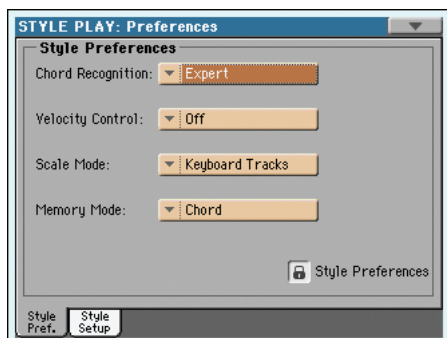 STYLE PLAY: Preferences
Style Preferences
Chord Recognition: Expert
Velocity Control: Off
Scale Mode: Keyboard Tracks
Memory Mode: Chord
Style Preferences
Style Pref.
Style Setup